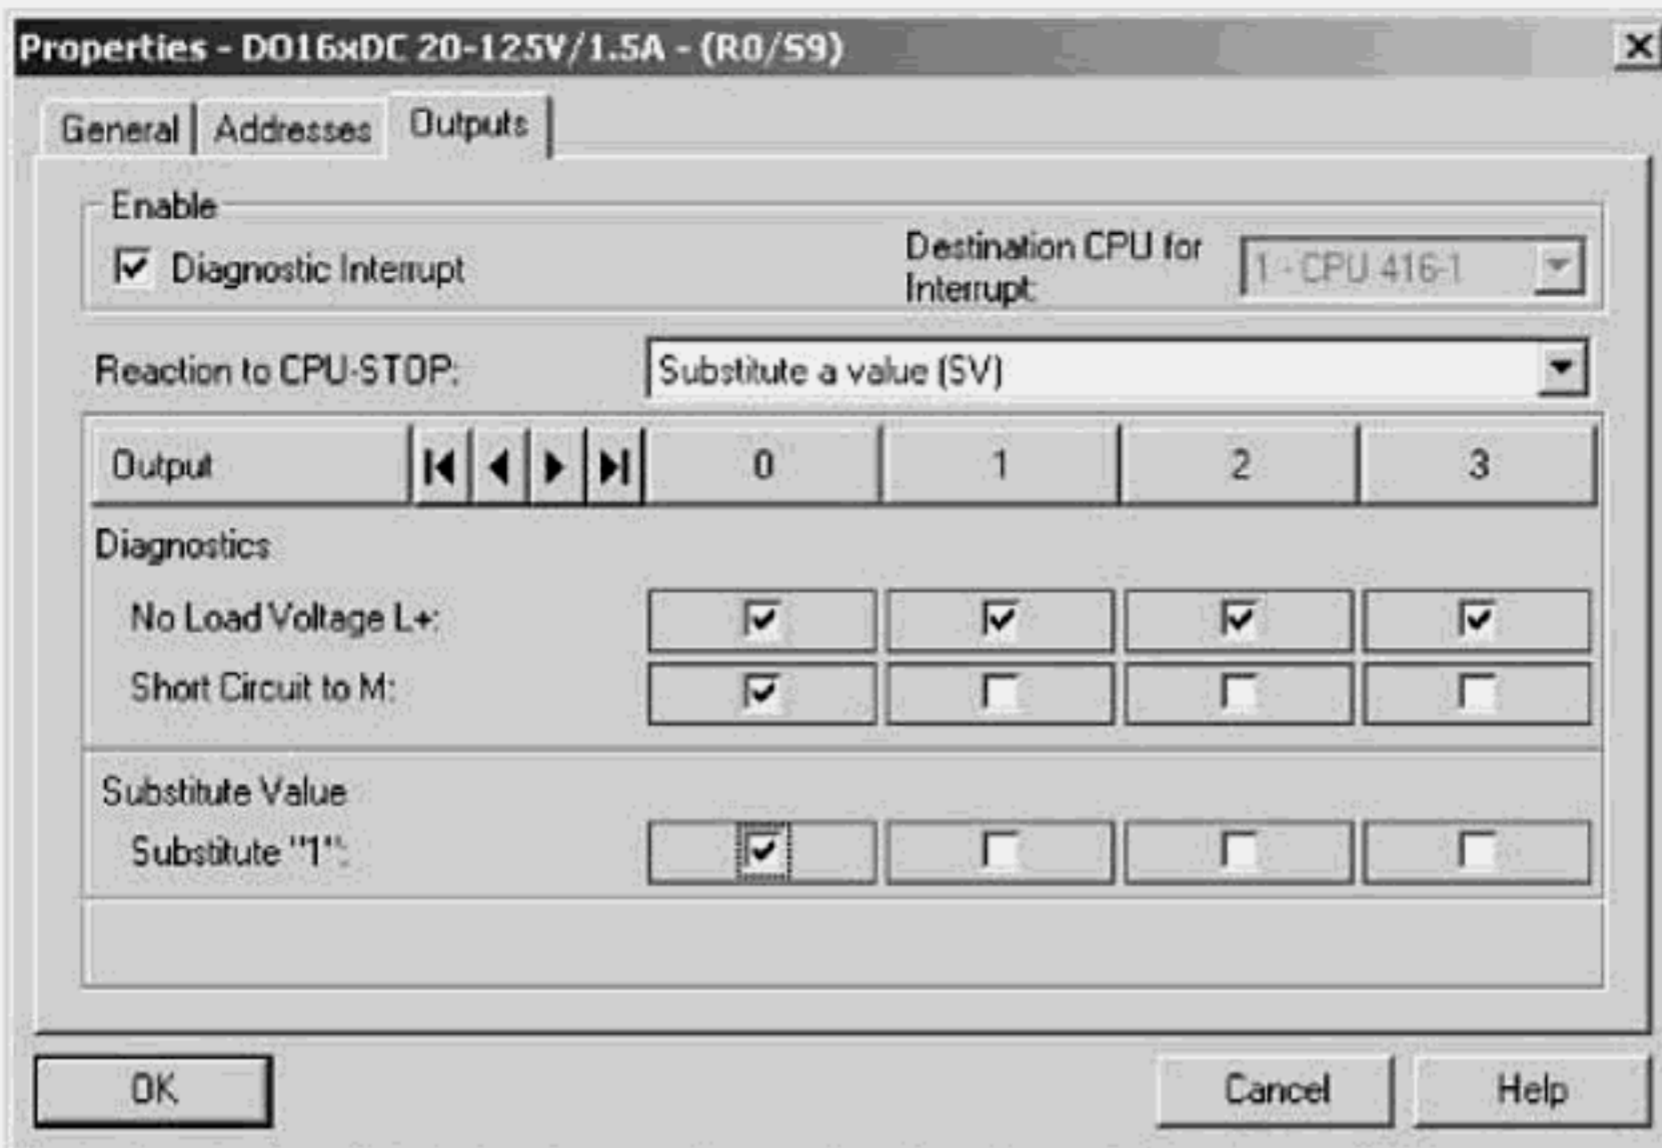 Properties - DO16xDC 20-125V/1.5A - (R0/S9)
General Addresses Outputs
Enable
Diagnostic Interrupt
Destination CPU for
Interrupt:
1 - CPU 416-1
Reaction to CPU-STOP:
Substitute a value (SV)
Output 0 1 2 3
Diagnostics
No Load Voltage L+:
Short Circuit to M:
Substitute Value
Substitute "1":
OK Cancel Help